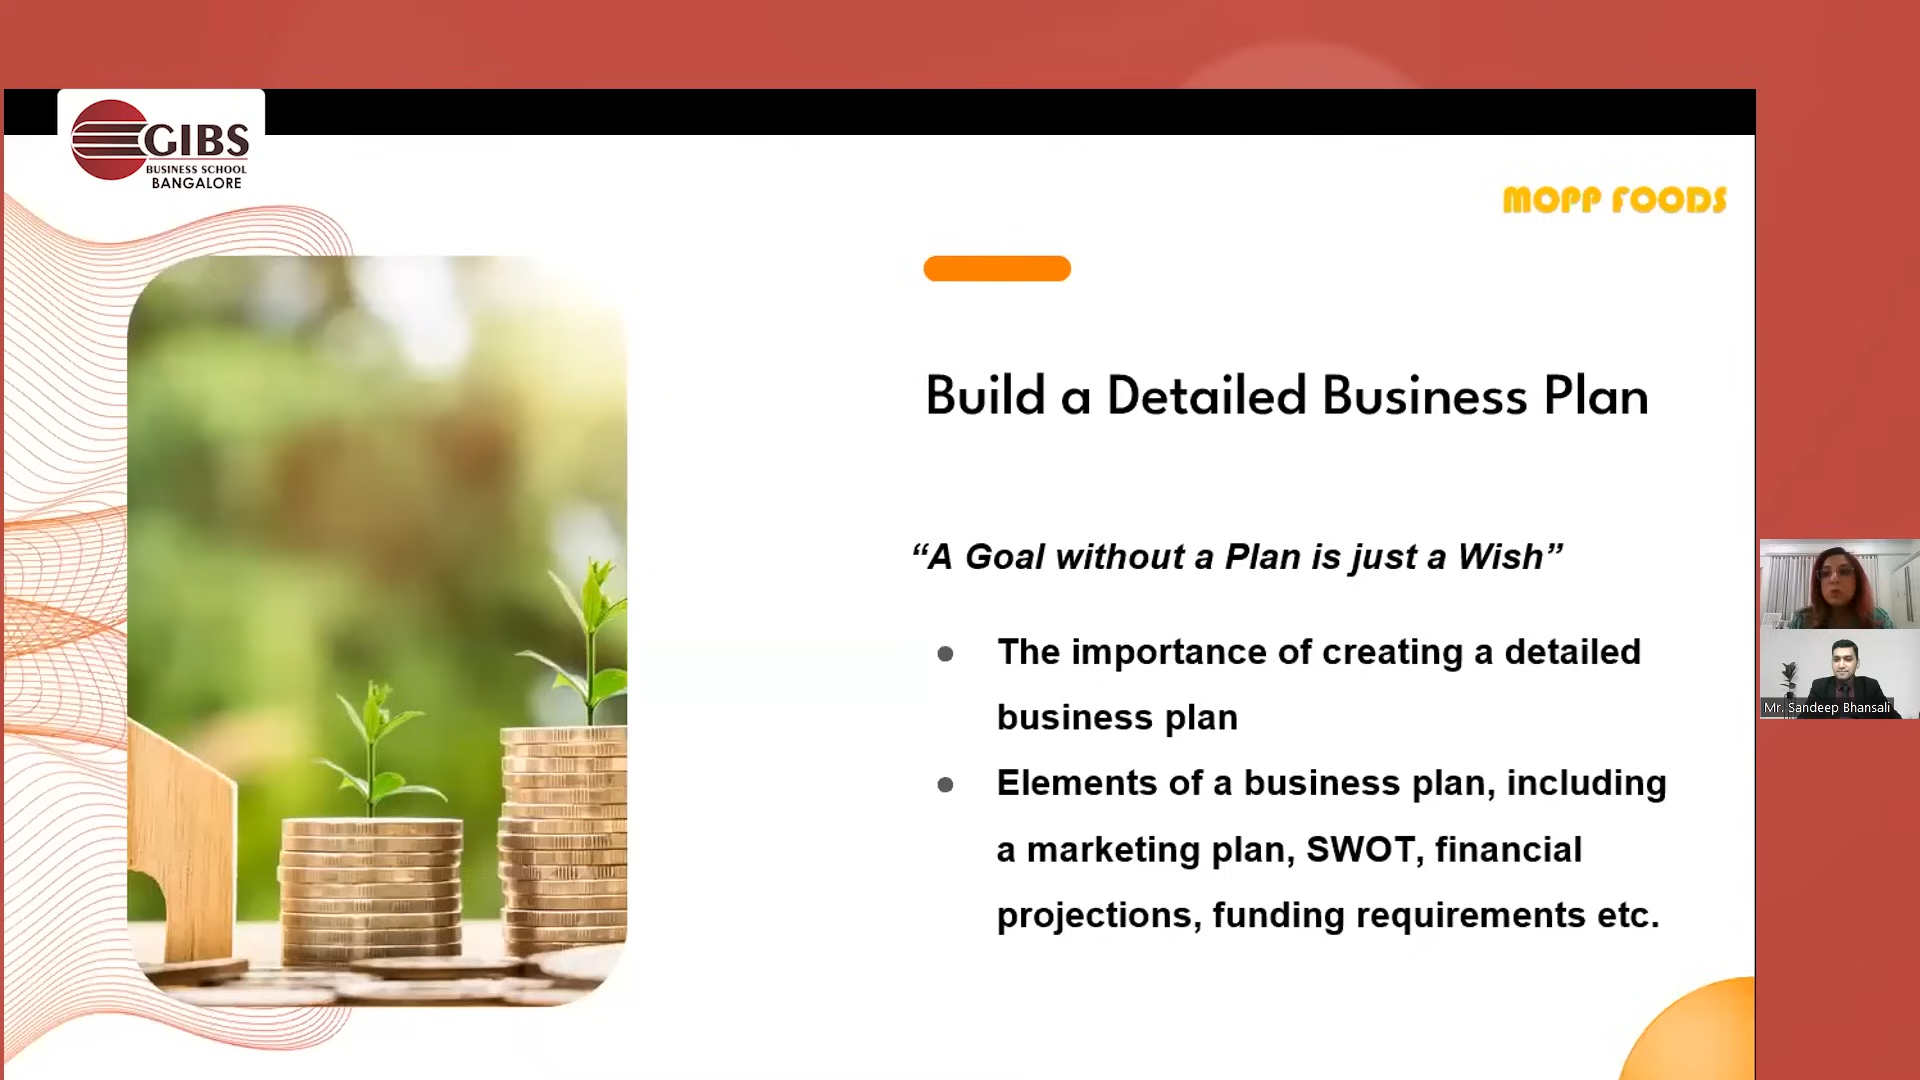 GIBS
BUSINESS SCHOOL
BANGALORE
MOPP FOODS
Build a Detailed Business Plan
“A Goal without a Plan is just a Wish”
The importance of creating a detailed
business plan
Elements of a business plan, including
a marketing plan, SWOT, financial
projections, funding requirements etc.
Mr. Sandeep Bhansali